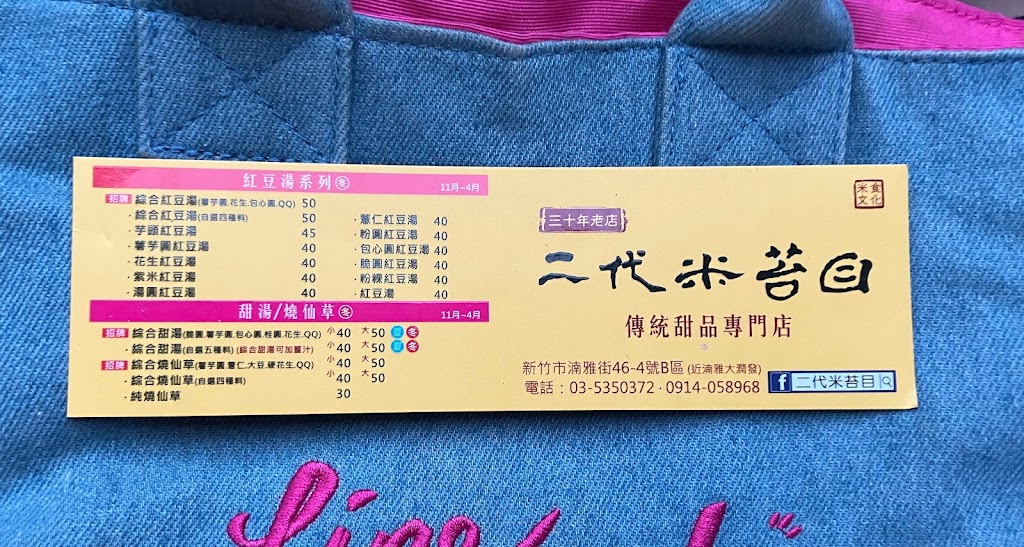 紅豆湯系列冬 11月~4月
招牌 綜合紅豆湯(薯芋圓,花生,包心圓,QQ) 50
·綜合紅豆湯(自選四種料) 50
·芋頭紅豆湯 45
·薯芋圓紅豆湯 40
·花生紅豆湯 40
·紫米紅豆湯 40
·湯圓紅豆湯 40
·薏仁紅豆湯 40
·粉圓紅豆湯 40
·包心圓紅豆湯 40
·脆圓紅豆湯 40
·粉粿紅豆湯 40
·紅豆湯 40
甜湯/燒仙草冬 11月~4月
招牌 綜合甜湯(脆圓,薯芋圓,包心圓,桂圓,花生,QQ) 小40 大50 夏冬
·綜合甜湯(自選五種料)(綜合甜湯可加薑汁) 小40 大50 夏冬
招牌 綜合燒仙草(薯芋圓,薏仁,大豆,硬花生,QQ) 小40 大50
·綜合燒仙草(自選四種料) 小40 大50
·純燒仙草 30
米食文化
三十年老店
二代米苔目
傳統甜品專門店
新竹市湳雅街46-4號B區(近湳雅大潤發)
電話:03-5350372·0914-058968
f 二代米苔目